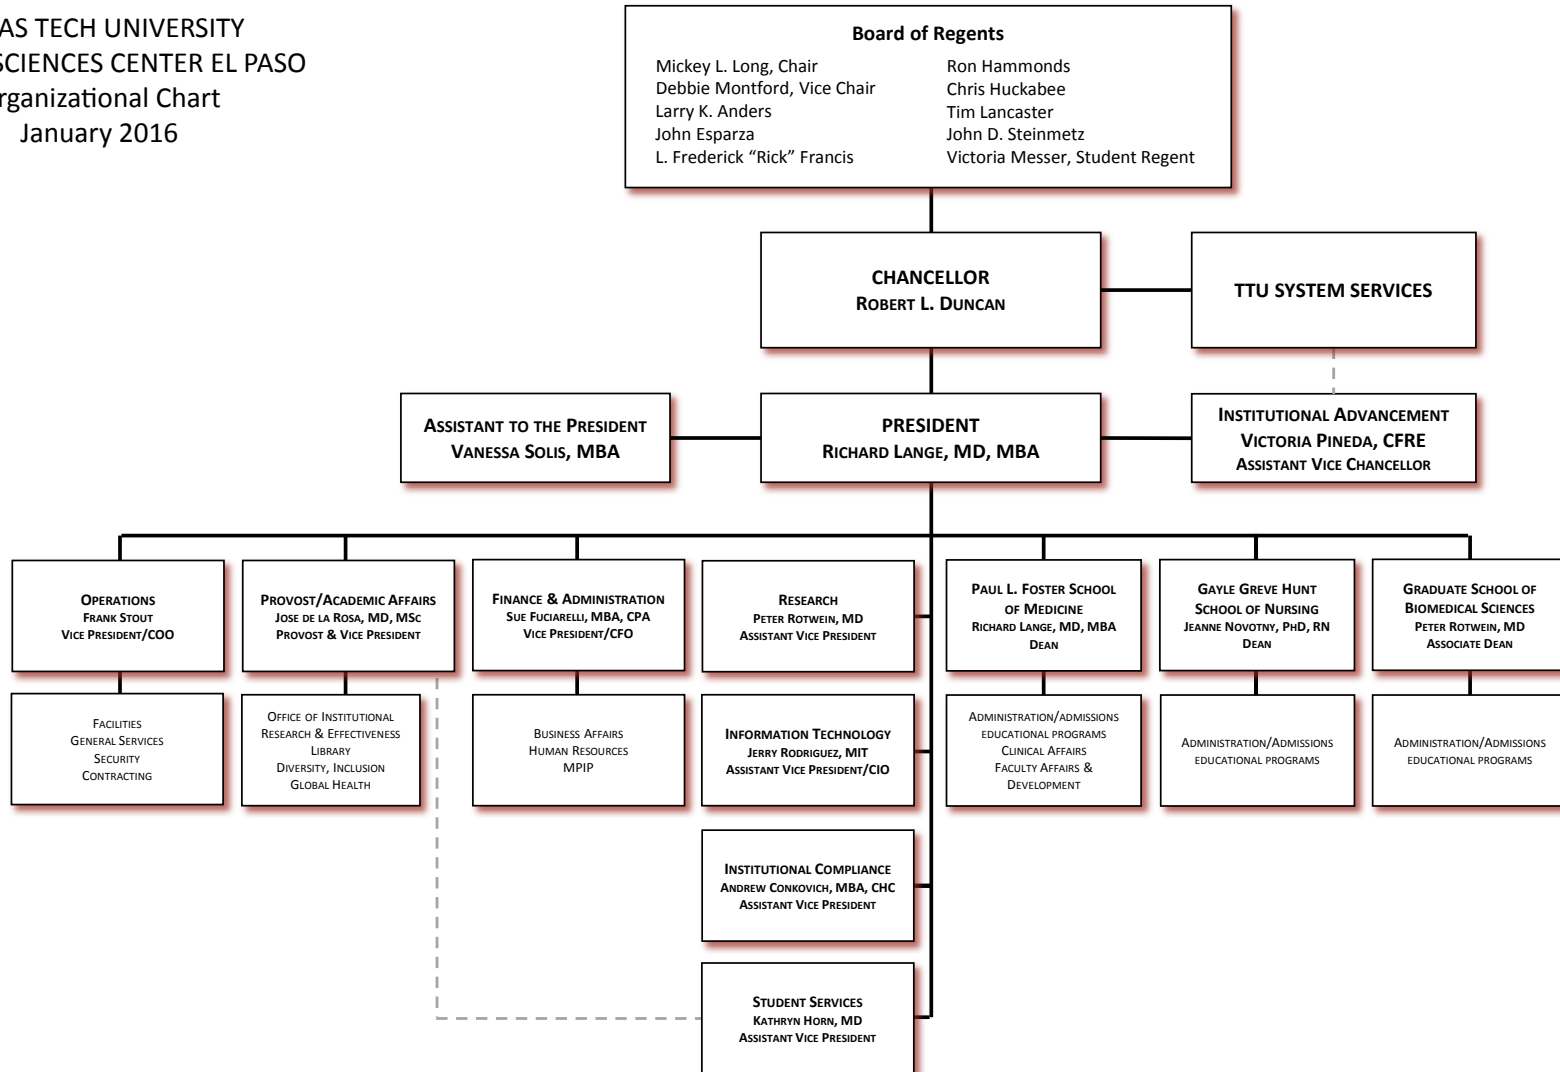 AS TECH UNIVERSITY
SCIENCES CENTER EL PASO
rganizational Chart
January 2016
Board of Regents
Mickey L. Long, Chair
Debbie Montford, Vice Chair
Larry K. Anders
John Esparza
L. Frederick “Rick” Francis
Ron Hammonds
Chris Huckabee
Tim Lancaster
John D. Steinmetz
Victoria Messer, Student Regent
CHANCELLOR
ROBERT L. DUNCAN
TTU SYSTEM SERVICES
ASSISTANT TO THE PRESIDENT
VANESSA SOLIS, MBA
PRESIDENT
RICHARD LANGE, MD, MBA
INSTITUTIONAL ADVANCEMENT
VICTORIA PINEDA, CFRE
ASSISTANT VICE CHANCELLOR
OPERATIONS
FRANK STOUT
VICE PRESIDENT/COO
PROVOST/ACADEMIC AFFAIRS
JOSE DE LA ROSA, MD, MSC
PROVOST & VICE PRESIDENT
FINANCE & ADMINISTRATION
SUE FUCIARELLI, MBA, CPA
VICE PRESIDENT/CFO
RESEARCH
PETER ROTWEIN, MD
ASSISTANT VICE PRESIDENT
PAUL L. FOSTER SCHOOL
OF MEDICINE
RICHARD LANGE, MD, MBA
DEAN
GAYLE GREVE HUNT
SCHOOL OF NURSING
JEANNE NOVOTNY, PHD, RN
DEAN
GRADUATE SCHOOL OF
BIOMEDICAL SCIENCES
PETER ROTWEIN, MD
ASSOCIATE DEAN
FACILITIES
GENERAL SERVICES
SECURITY
CONTRACTING
OFFICE OF INSTITUTIONAL
RESEARCH & EFFECTIVENESS
LIBRARY
DIVERSITY, INCLUSION
GLOBAL HEALTH
BUSINESS AFFAIRS
HUMAN RESOURCES
MPIP
INFORMATION TECHNOLOGY
JERRY RODRIGUEZ, MIT
ASSISTANT VICE PRESIDENT/CIO
ADMINISTRATION/ADMISSIONS
EDUCATIONAL PROGRAMS
CLINICAL AFFAIRS
FACULTY AFFAIRS &
DEVELOPMENT
ADMINISTRATION/ADMISSIONS
EDUCATIONAL PROGRAMS
ADMINISTRATION/ADMISSIONS
EDUCATIONAL PROGRAMS
INSTITUTIONAL COMPLIANCE
ANDREW CONKOVICH, MBA, CHC
ASSISTANT VICE PRESIDENT
STUDENT SERVICES
KATHRYN HORN, MD
ASSISTANT VICE PRESIDENT